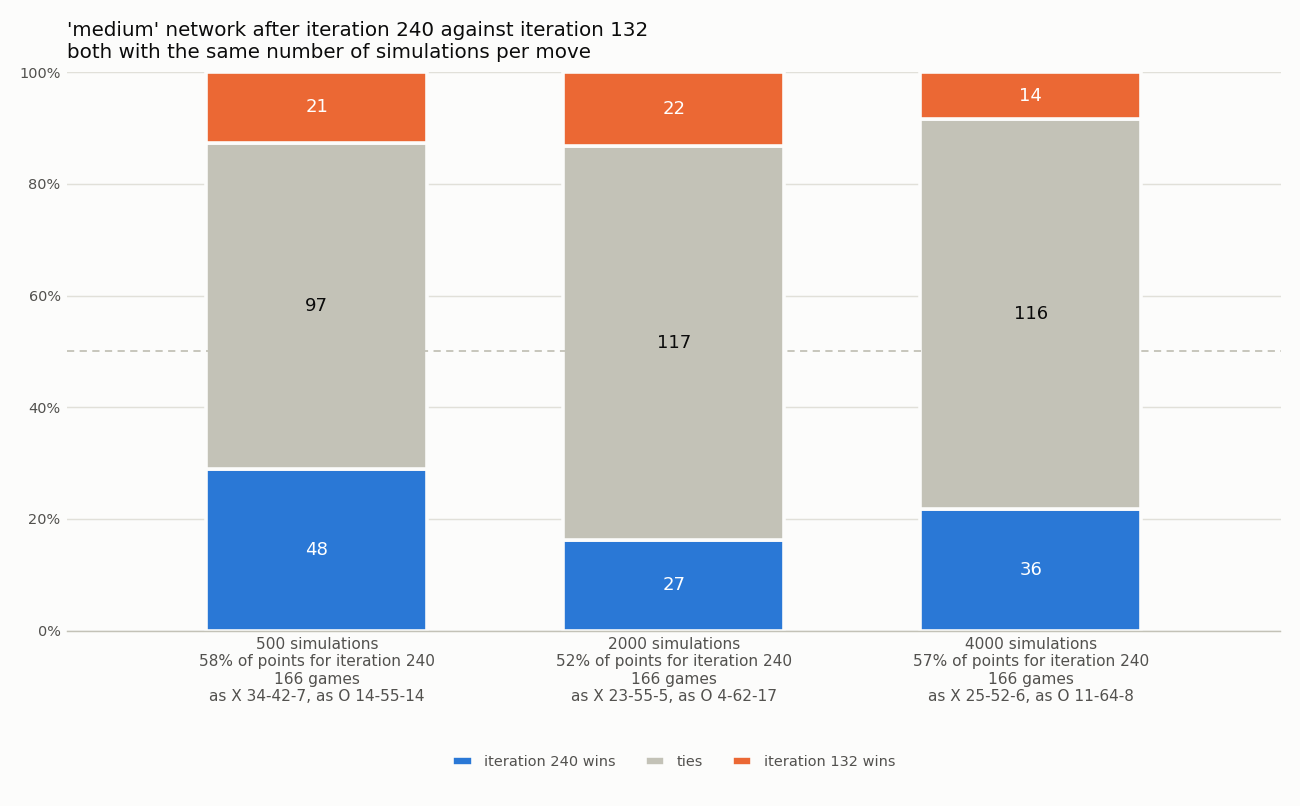 'medium' network after iteration 240 against iteration 132
both with the same number of simulations per move
100%
80%
60%
40%
20%
0%
21
97
48
22
117
27
14
116
36
500 simulations
58% of points for iteration 240
166 games
as X 34-42-7, as O 14-55-14
2000 simulations
52% of points for iteration 240
166 games
as X 23-55-5, as O 4-62-17
4000 simulations
57% of points for iteration 240
166 games
as X 25-52-6, as O 11-64-8
iteration 240 wins
ties
iteration 132 wins